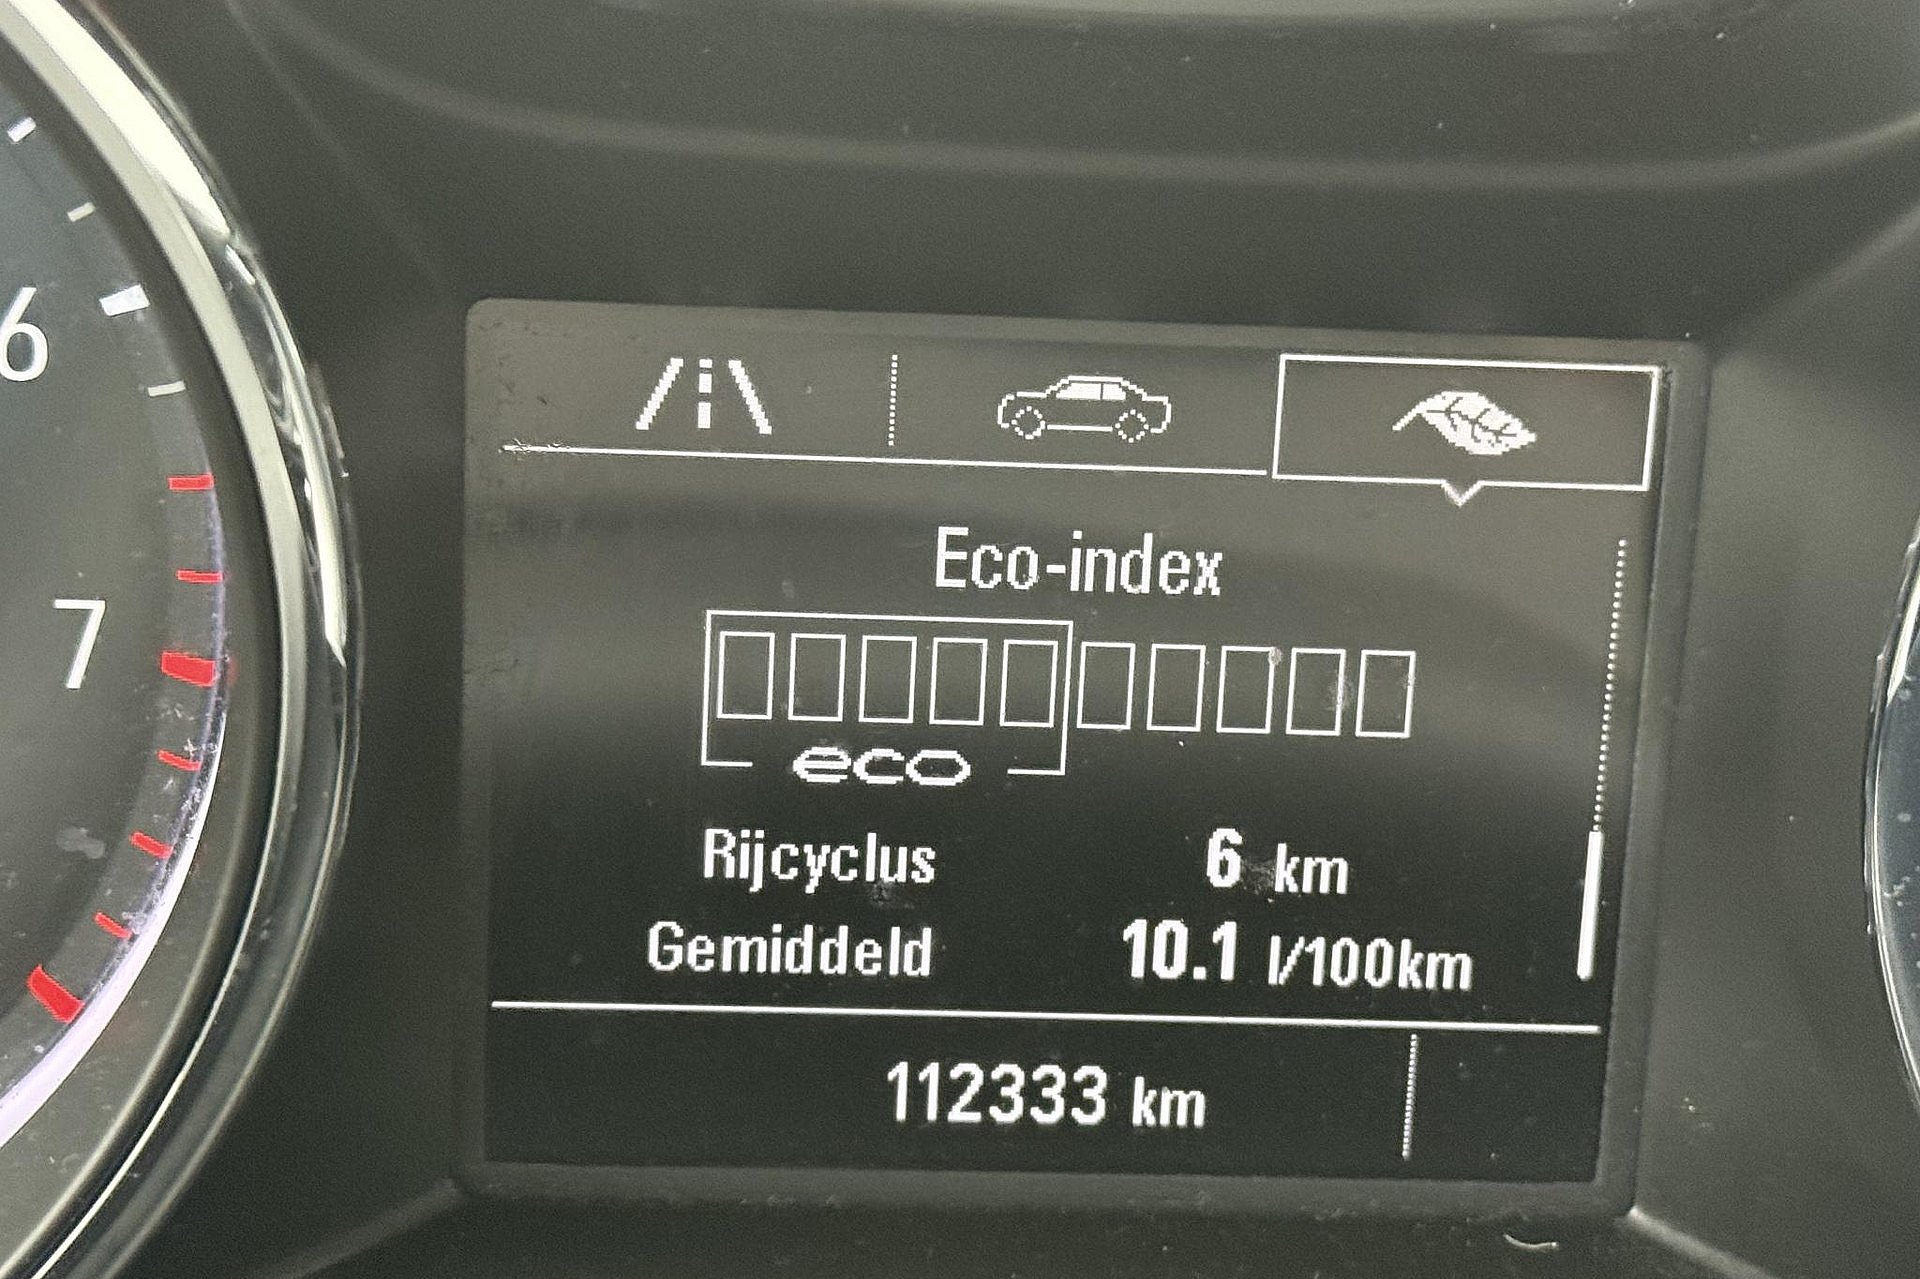 6
7
Eco-index
eco
Rijcyclus 6 km
Gemiddeld 10.1 l/100km
112333 km